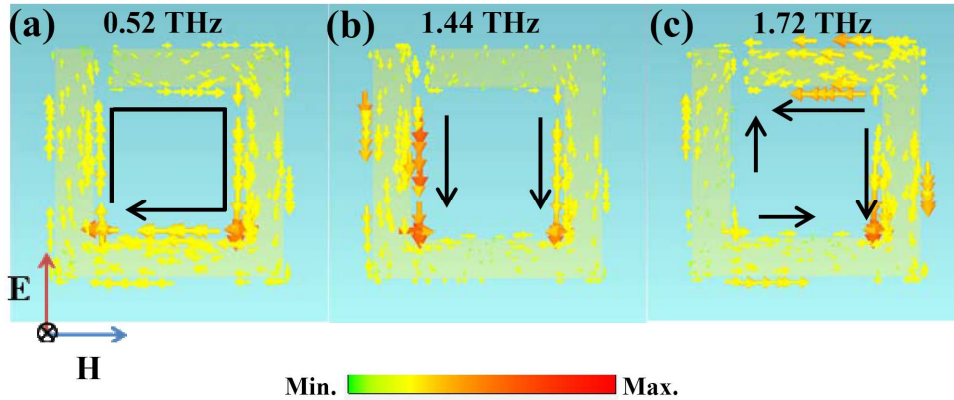 (a) 0.52 THz
(b) 1.44 THz
(c) 1.72 THz
E
H
Min.
Max.